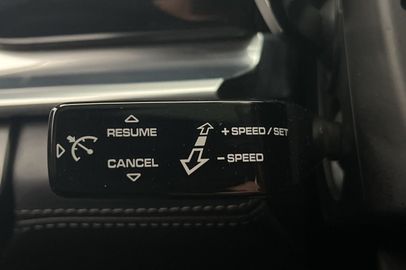 RESUME
+ SPEED / SET
CANCEL
– SPEED